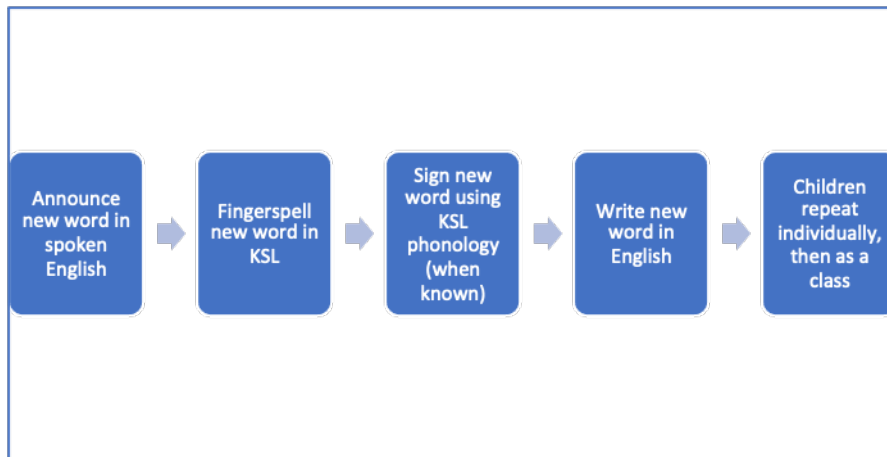 Announce
new word in
spoken
English
Fingerspell
new word in
KSL
Sign new
word using
KSL
phonology
(when
known)
Write new
word in
English
Children
repeat
individually,
then as a
class